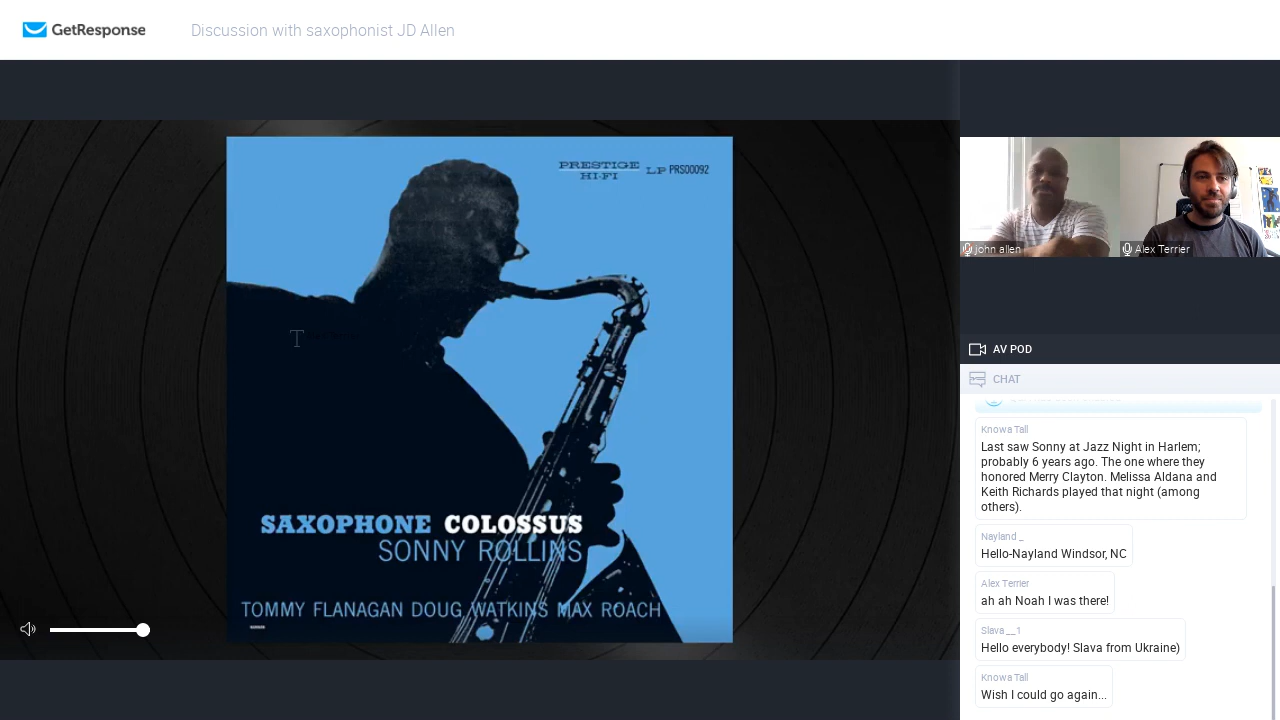 GetResponse
Discussion with saxophonist JD Allen
PRESTIGE
HI-FI
LP PRS00092
SAXOPHONE COLOSSUS
SONNY ROLLINS
TOMMY FLANAGAN DOUG WATKINS MAX ROACH
john allen
Alex Terrier
AV POD
CHAT
Knowa Tall
Last saw Sonny at Jazz Night in Harlem;
probably 6 years ago. The one where they
honored Merry Clayton. Melissa Aldana and
Keith Richards played that night (among
others).
Nayland _
Hello-Nayland Windsor, NC
Alex Terrier
ah ah Noah I was there!
Slava __1
Hello everybody! Slava from Ukraine)
Knowa Tall
Wish I could go again...